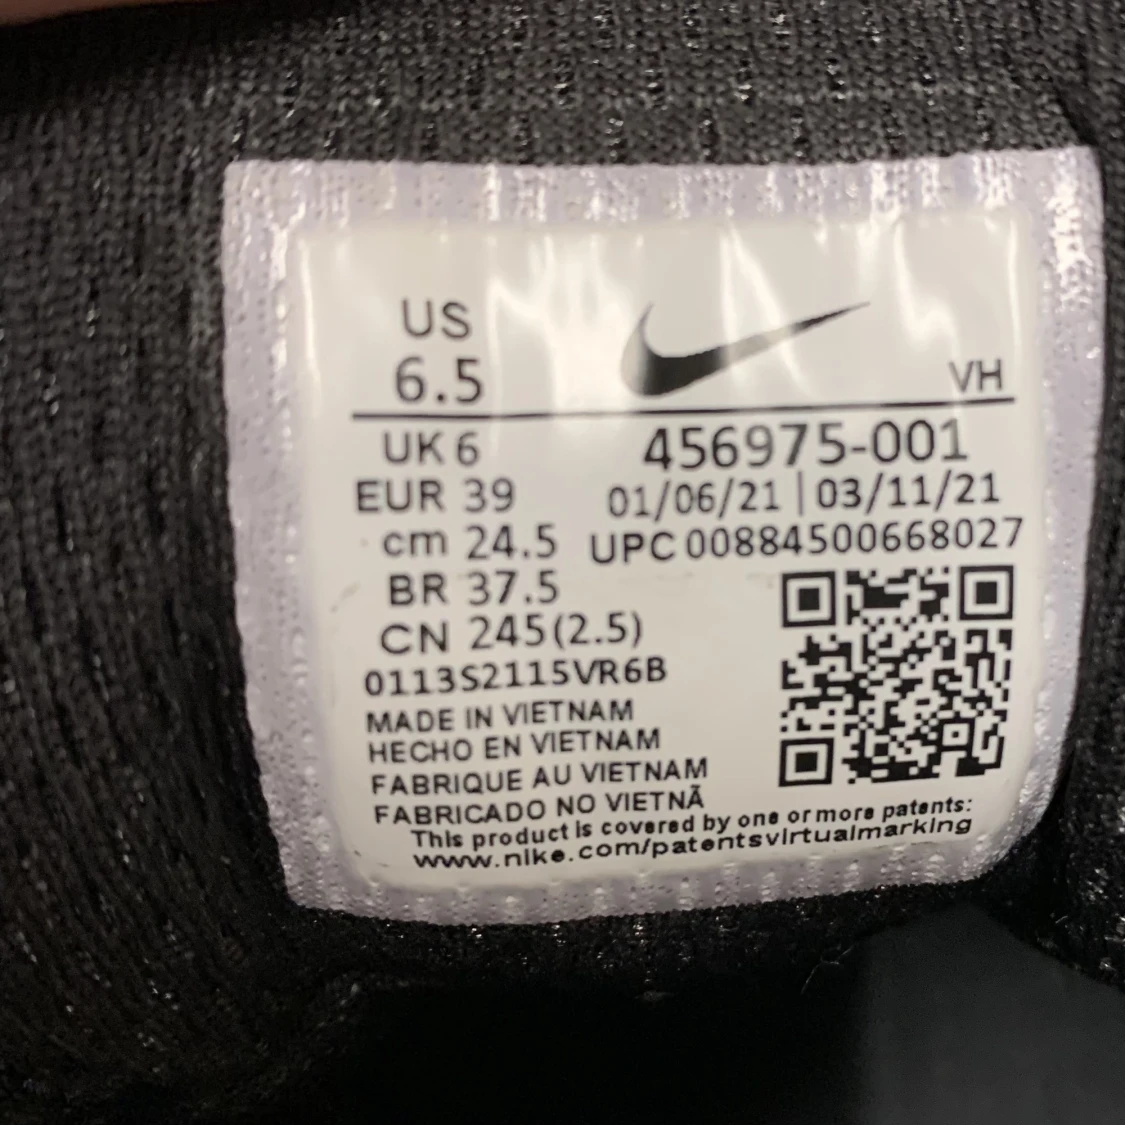 US
6.5
VH
UK 6
456975-001
EUR 39
01/06/21 | 03/11/21
cm 24.5
UPC 00884500668027
BR 37.5
CN 245(2.5)
0113S2115VR6B
MADE IN VIETNAM
HECHO EN VIETNAM
FABRIQUE AU VIETNAM
FABRICADO NO VIETNÃ
This product is covered by one or more patents:
www.nike.com/patentsvirtualmarking